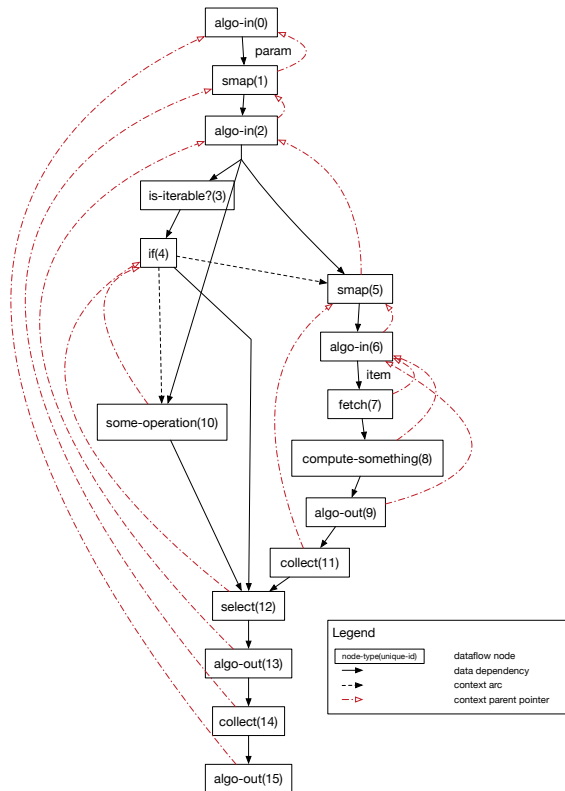 algo-in(0)
param
smap(1)
algo-in(2)
is-iterable?(3)
if(4)
smap(5)
algo-in(6)
item
fetch(7)
some-operation(10)
compute-something(8)
algo-out(9)
collect(11)
select(12)
algo-out(13)
collect(14)
algo-out(15)
Legend
node-type(unique-id) dataflow node
data dependency
context arc
context parent pointer